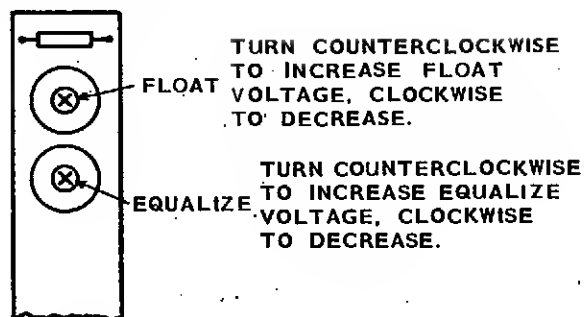 FLOAT
TURN COUNTERCLOCKWISE
TO INCREASE FLOAT
VOLTAGE, CLOCKWISE
TO DECREASE.
EQUALIZE
TURN COUNTERCLOCKWISE
TO INCREASE EQUALIZE
VOLTAGE, CLOCKWISE
TO DECREASE.